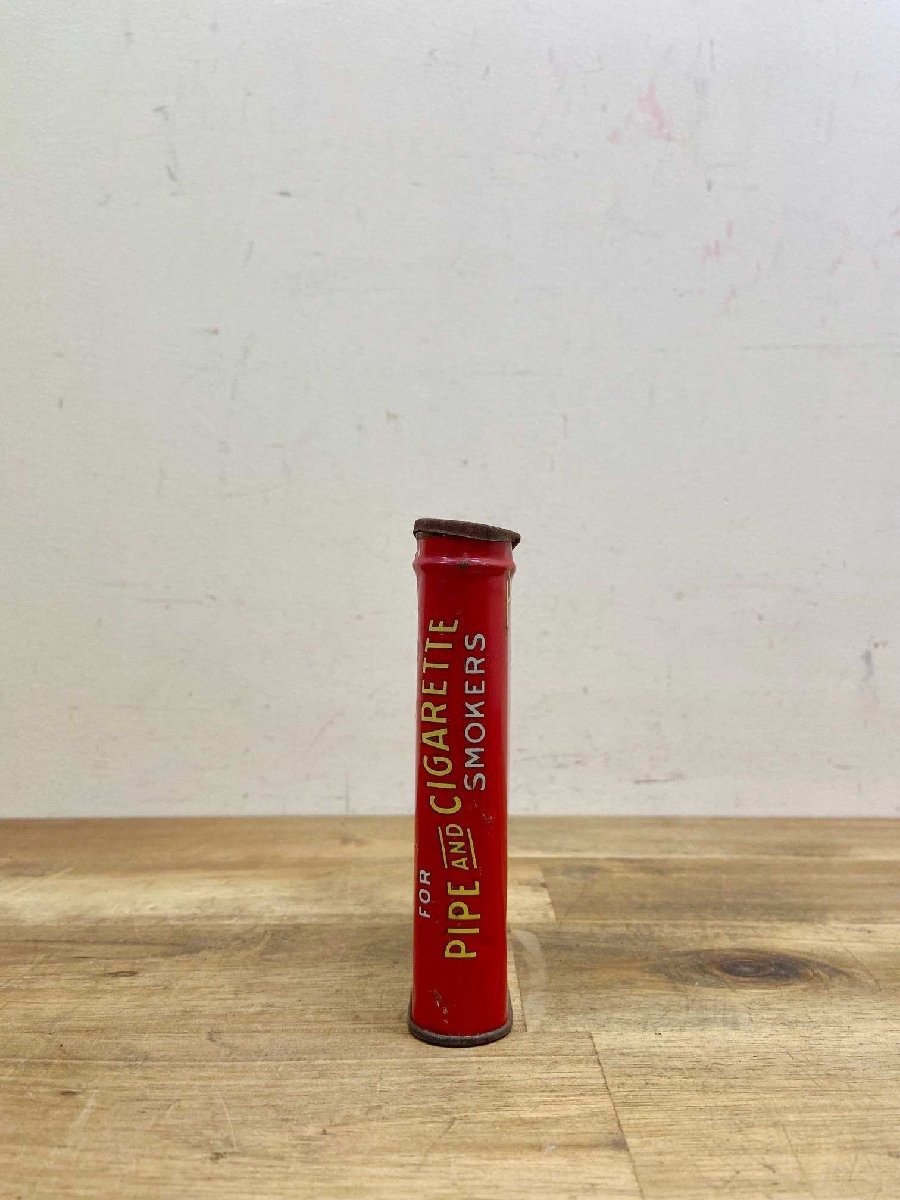 FOR
PIPE AND CIGARETTE
SMOKERS